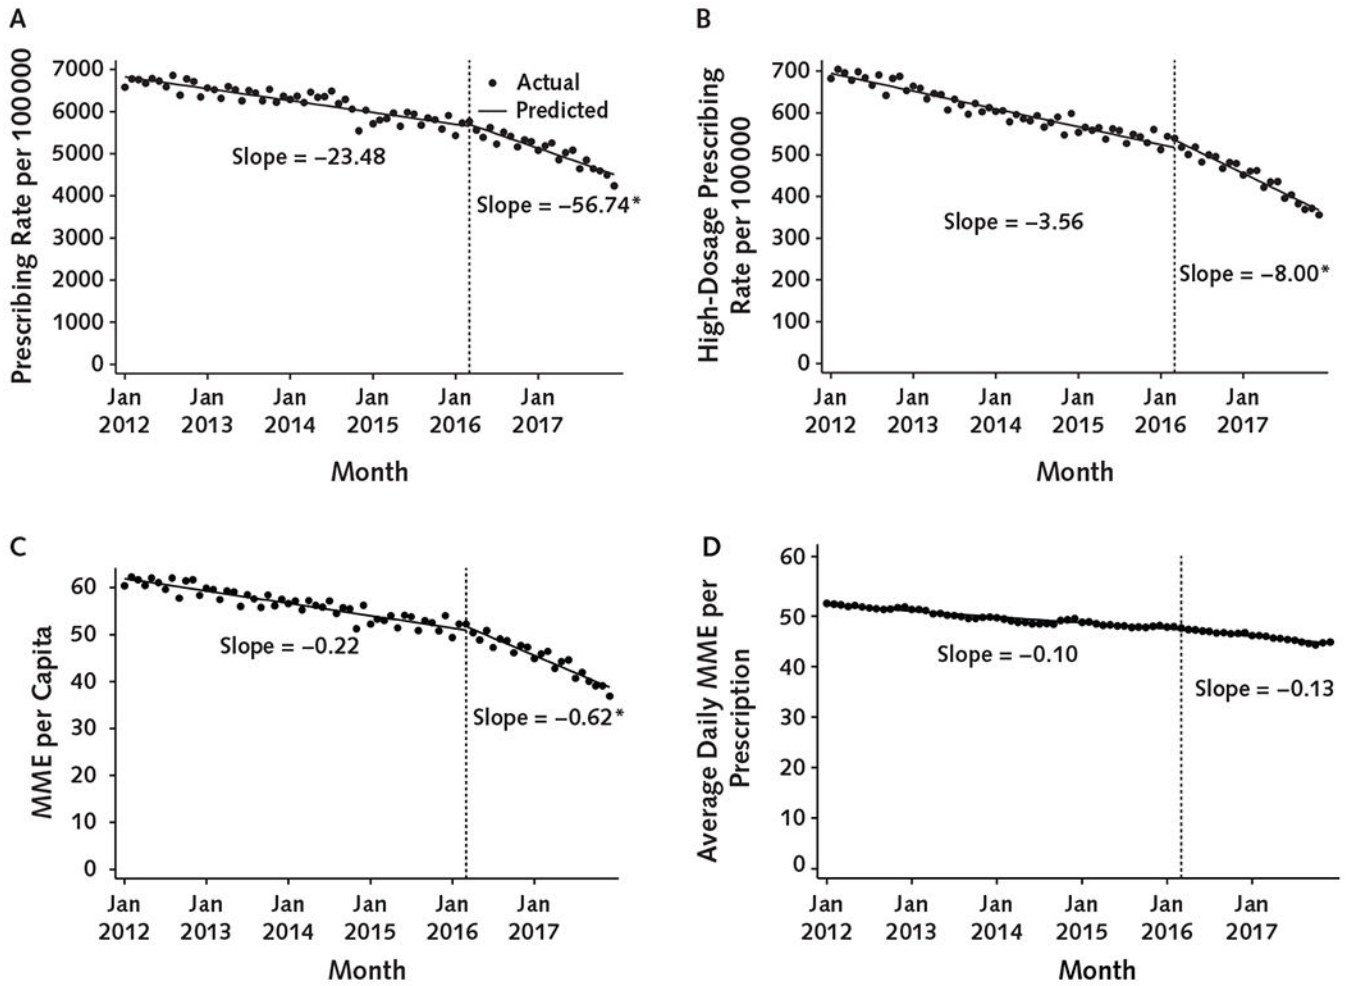 A
Prescribing Rate per 100 000
7000
6000
5000
4000
3000
2000
1000
0
Actual
Predicted
Slope = –23.48
Slope = –56.74*
Jan Jan Jan Jan Jan Jan
2012 2013 2014 2015 2016 2017
Month
B
High-Dosage Prescribing
Rate per 100 000
700
600
500
400
300
200
100
0
Slope = –3.56
Slope = –8.00*
Jan Jan Jan Jan Jan Jan
2012 2013 2014 2015 2016 2017
Month
C
MME per Capita
60
50
40
30
20
10
0
Slope = –0.22
Slope = –0.62*
Jan Jan Jan Jan Jan Jan
2012 2013 2014 2015 2016 2017
Month
D
Average Daily MME per
Prescription
60
50
40
30
20
10
0
Slope = –0.10
Slope = –0.13
Jan Jan Jan Jan Jan Jan
2012 2013 2014 2015 2016 2017
Month